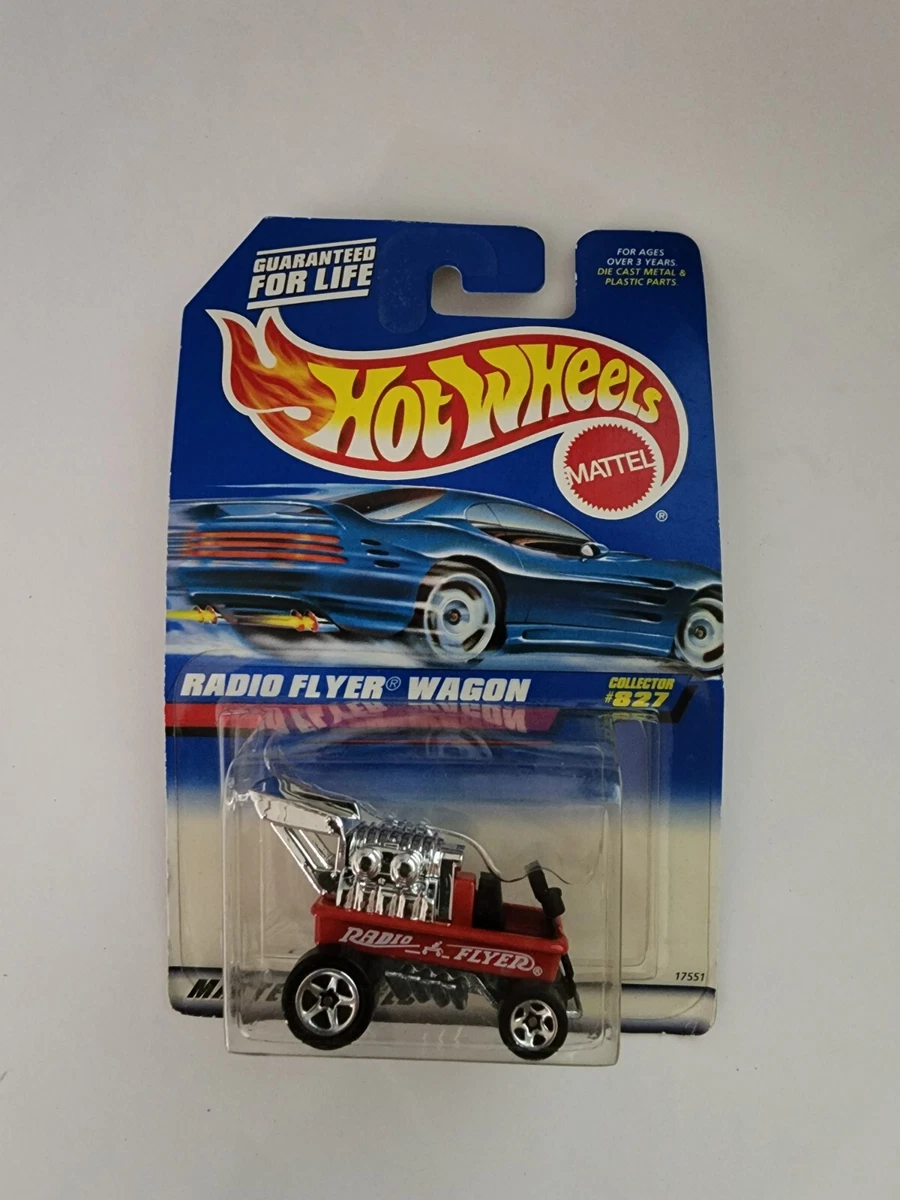 GUARANTEED
FOR LIFE
FOR AGES
OVER 3 YEARS.
DIE CAST METAL &
PLASTIC PARTS.
HOT WHEELS
MATTEL
®
RADIO FLYER® WAGON
COLLECTOR
#827
RADIO FLYER®
17551